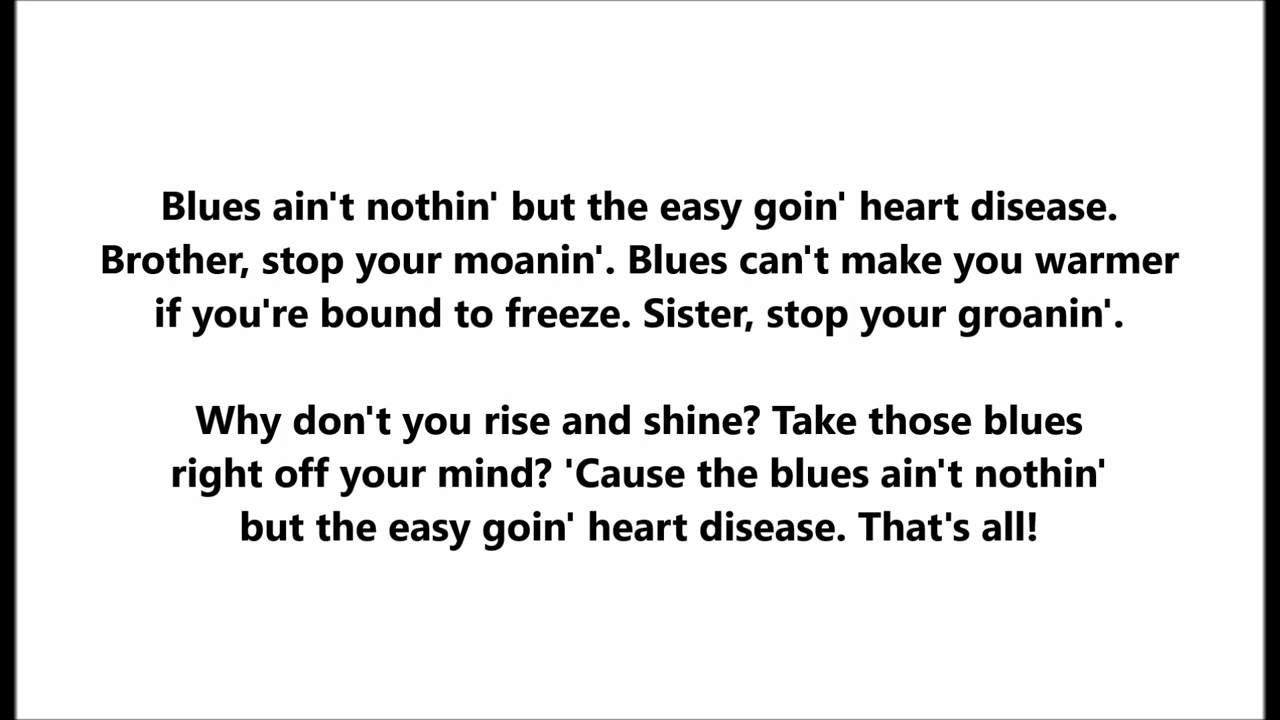 Blues ain't nothin' but the easy goin' heart disease.
Brother, stop your moanin'. Blues can't make you warmer
if you're bound to freeze. Sister, stop your groanin'.
Why don't you rise and shine? Take those blues
right off your mind? 'Cause the blues ain't nothin'
but the easy goin' heart disease. That's all!